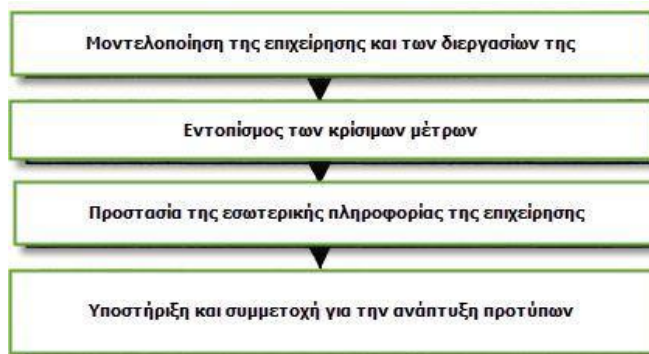 Μοντελοποίηση της επιχείρησης και των διεργασίων της
Εντοπίσμος των κρίσιμων μέτρων
Προστασία της εσωτερικής πληροφορίας της επιχείρησης
Υποστήριξη και συμμετοχή για την ανάπτυξη προτύπων